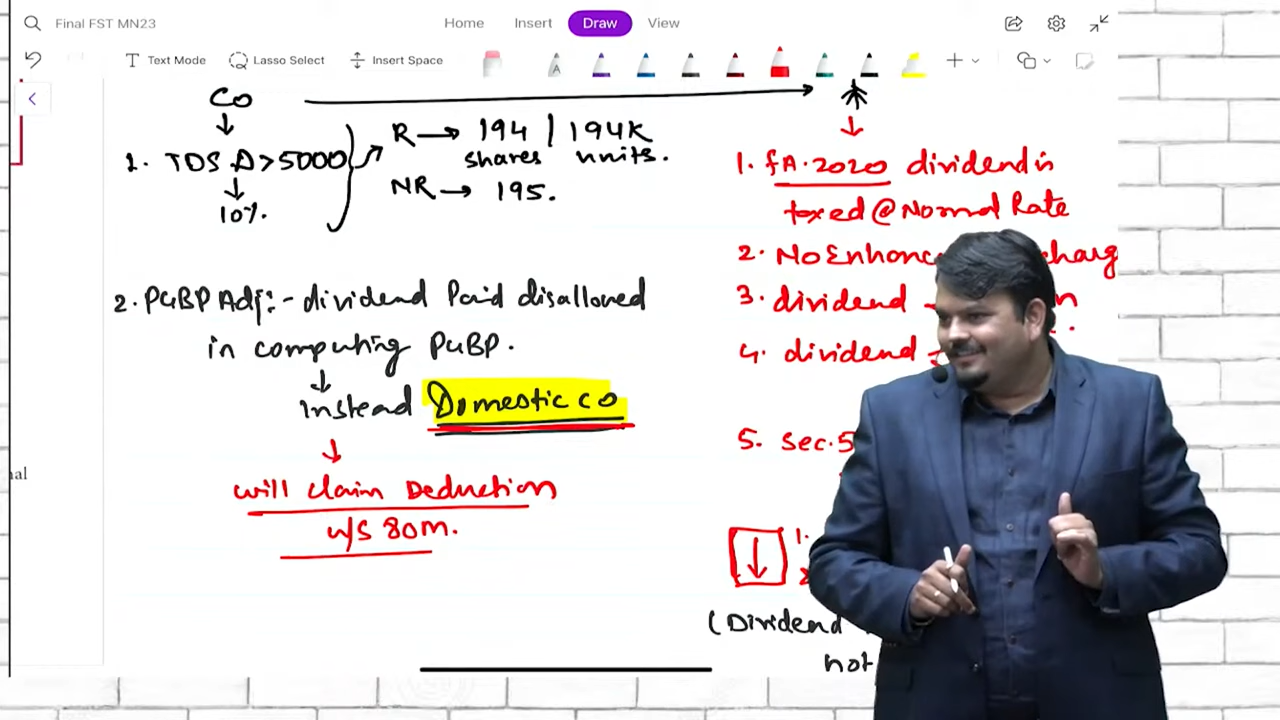 Final FST MN23
Home Insert Draw View
Text Mode Lasso Select Insert Space
CO
1. TDS D>5000
10%.
R → 194 | 194K
shares units.
NR → 195.
2. PGBP Adj:- dividend Paid disallowed
in computing PGBP.
Instead Domestic co
will claim Deduction
u/s 80M.
1. FA.2020 dividend is
taxed @ Normal Rate
2. No
3. dividend
4. dividend
5. Sec.5
1.
2
(Dividend
not